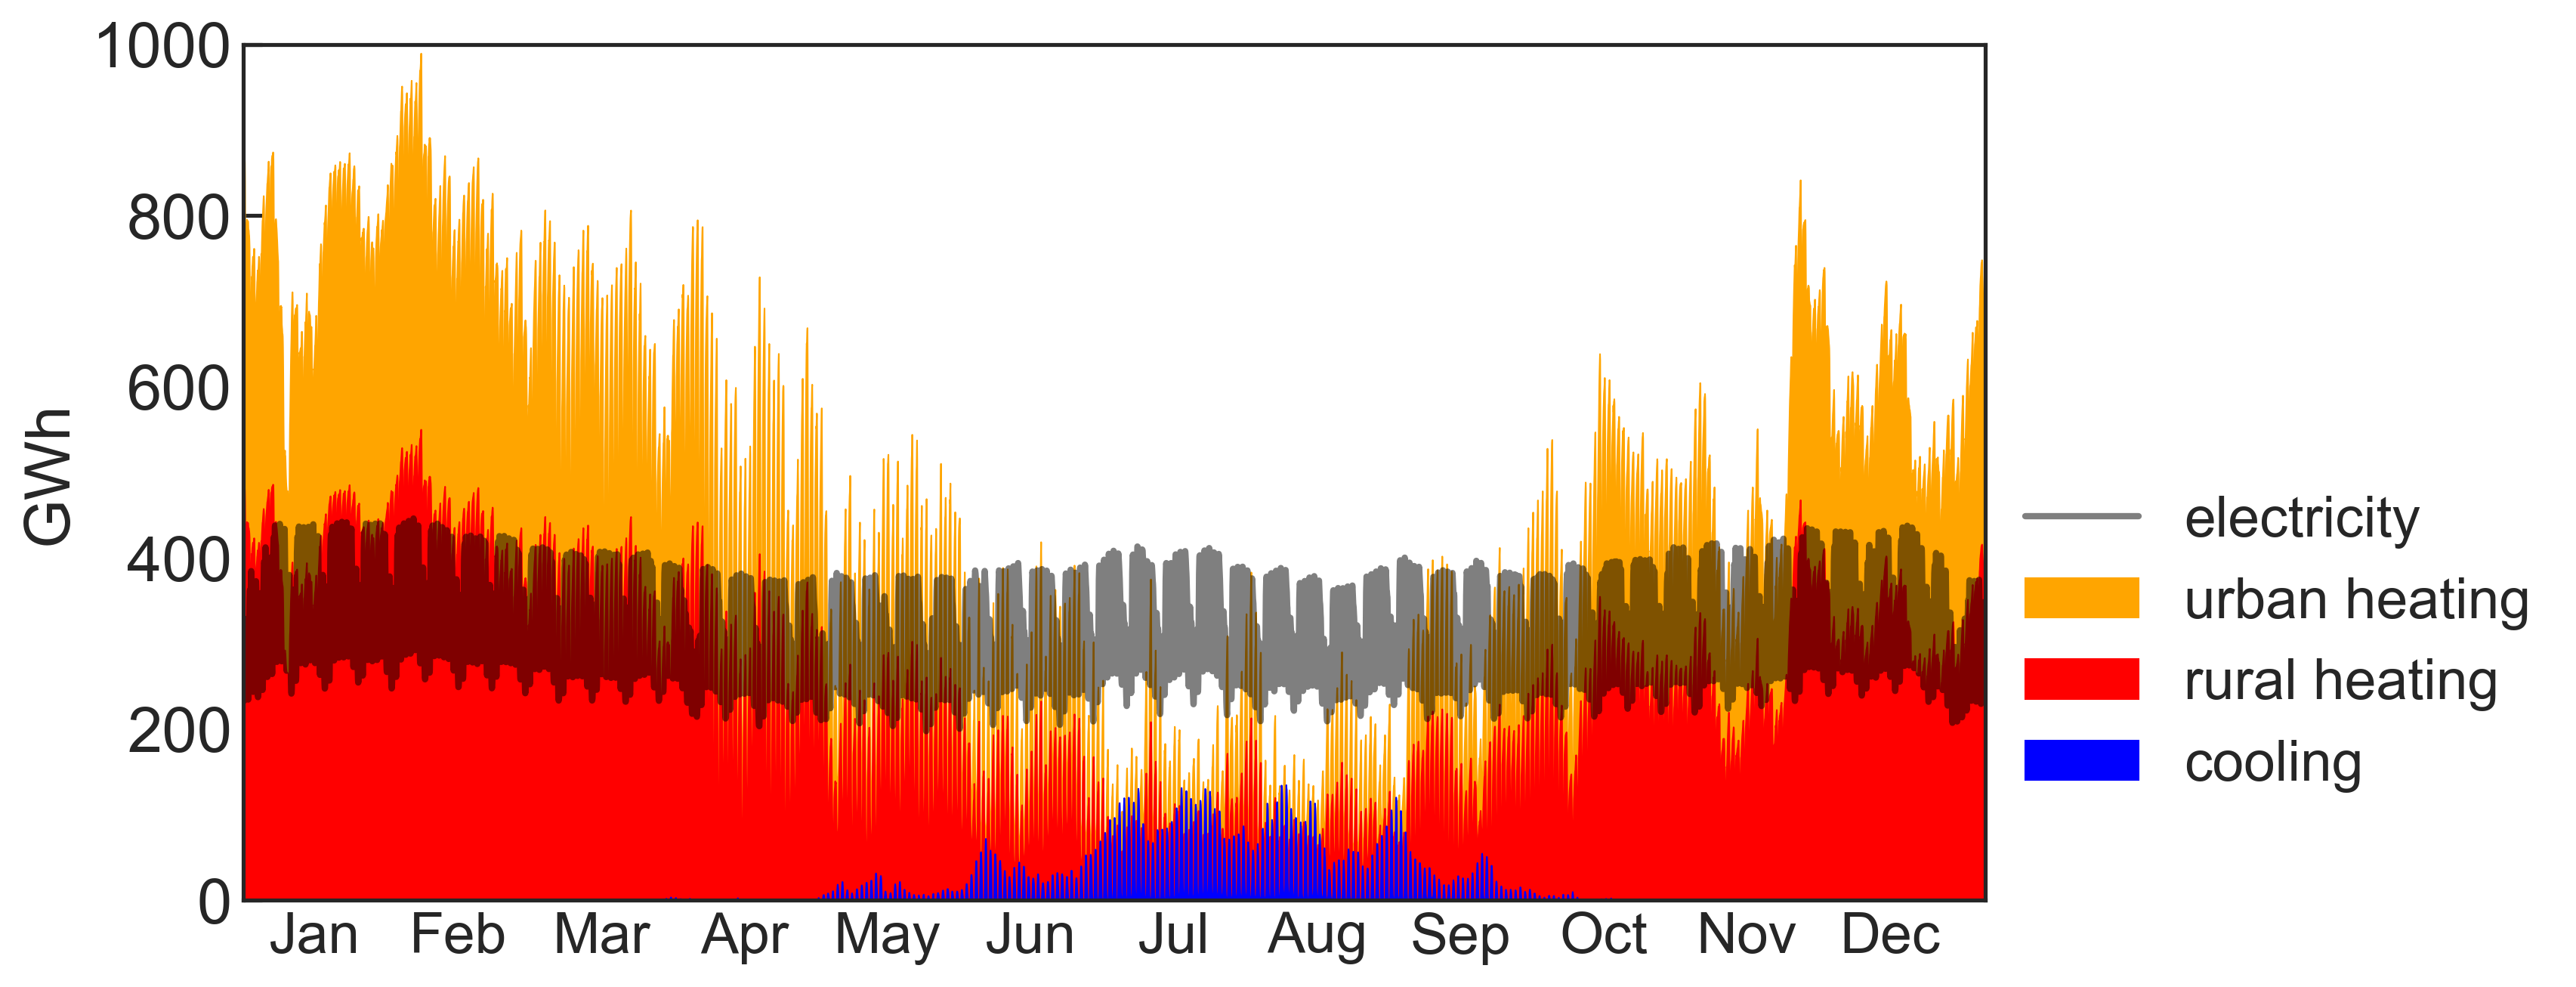 1000
800
600
400
200
0
GWh
Jan Feb Mar Apr May Jun Jul Aug Sep Oct Nov Dec
electricity
urban heating
rural heating
cooling